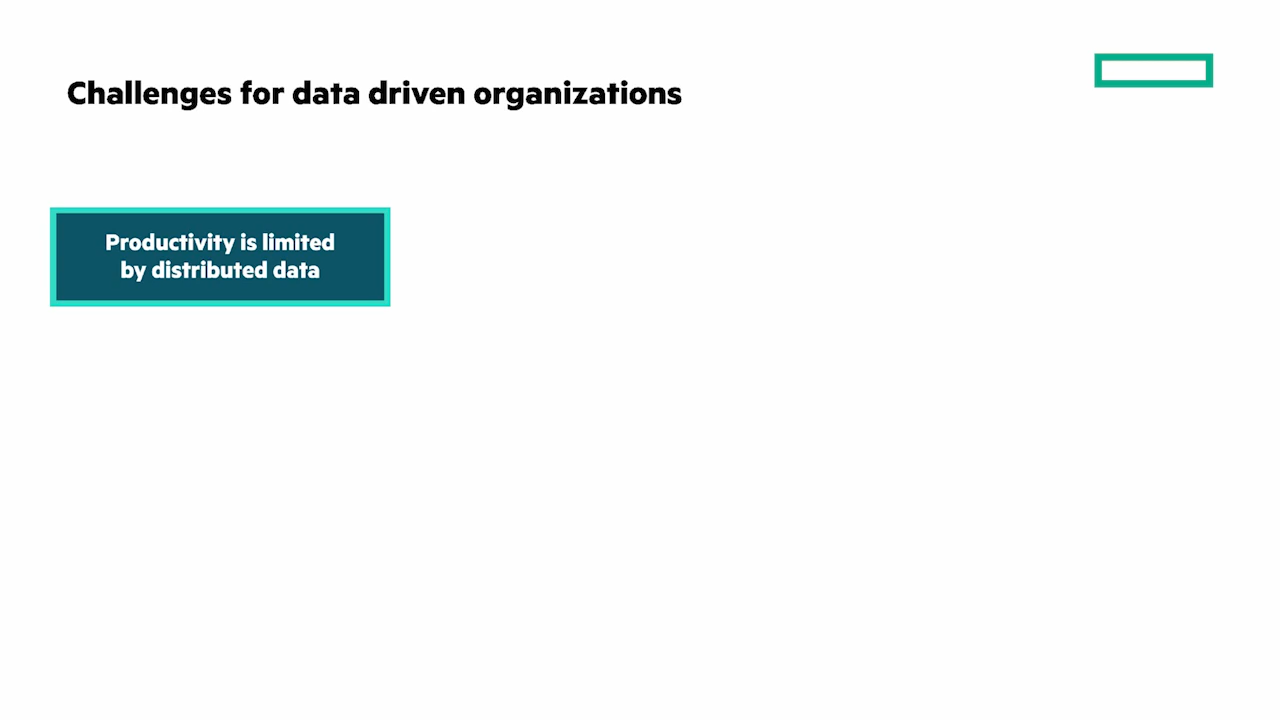 Challenges for data driven organizations
Productivity is limited
by distributed data